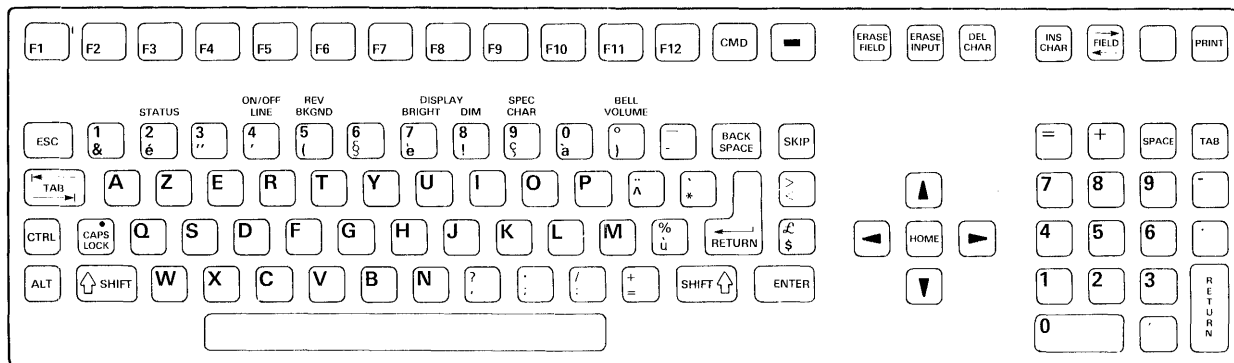 F1 F2 F3 F4 F5 F6 F7 F8 F9 F10 F11 F12 CMD ERASE FIELD ERASE INPUT DEL CHAR INS CHAR FIELD PRINT
STATUS ON/OFF LINE REV BKGND DISPLAY BRIGHT DIM SPEC CHAR BELL VOLUME
ESC 1 & 2 é 3 " 4 ' 5 ( 6 § 7 è 8 ! 9 ç 0 à ° ) — - BACK SPACE SKIP = + SPACE TAB
TAB A Z E R T Y U I O P ¨ ^ ` * > < 7 8 9 -
CTRL CAPS LOCK Q S D F G H J K L M % ù RETURN £ $ HOME 4 5 6 .
ALT SHIFT W X C V B N ? , . ; / : + = SHIFT ENTER 1 2 3 RETURN
0 .